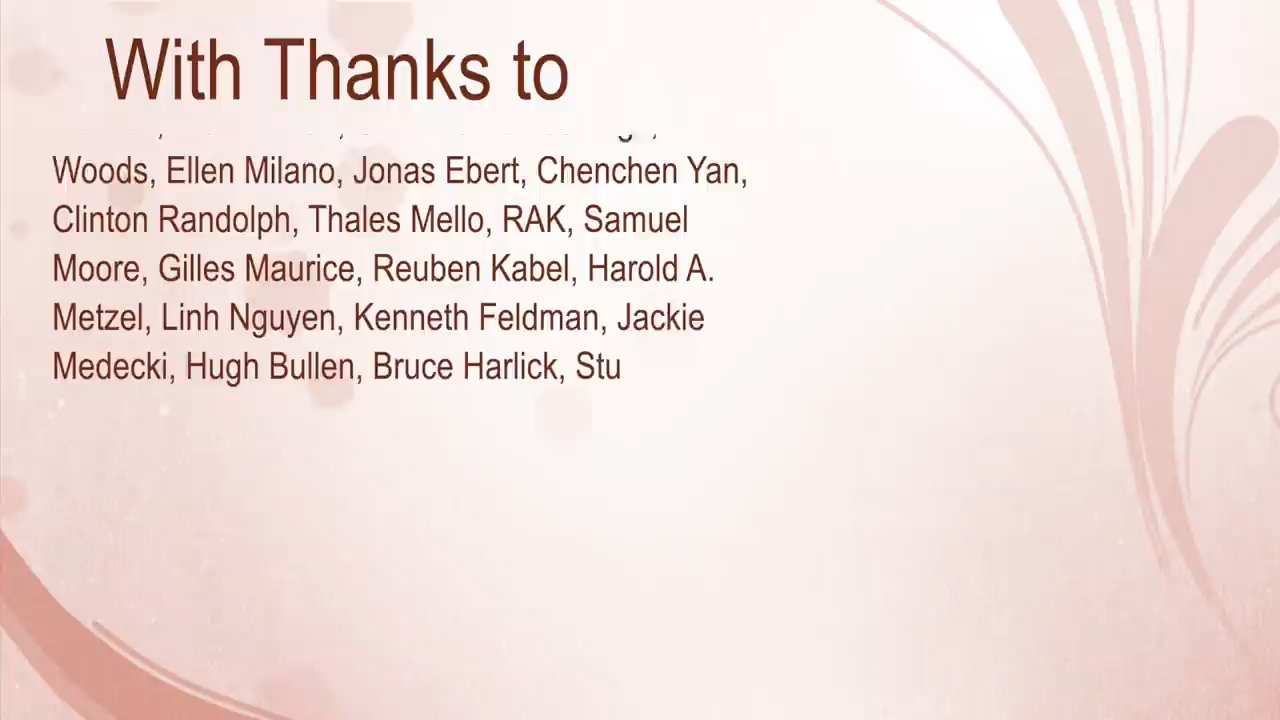 With Thanks to
Woods, Ellen Milano, Jonas Ebert, Chenchen Yan,
Clinton Randolph, Thales Mello, RAK, Samuel
Moore, Gilles Maurice, Reuben Kabel, Harold A.
Metzel, Linh Nguyen, Kenneth Feldman, Jackie
Medecki, Hugh Bullen, Bruce Harlick, Stu